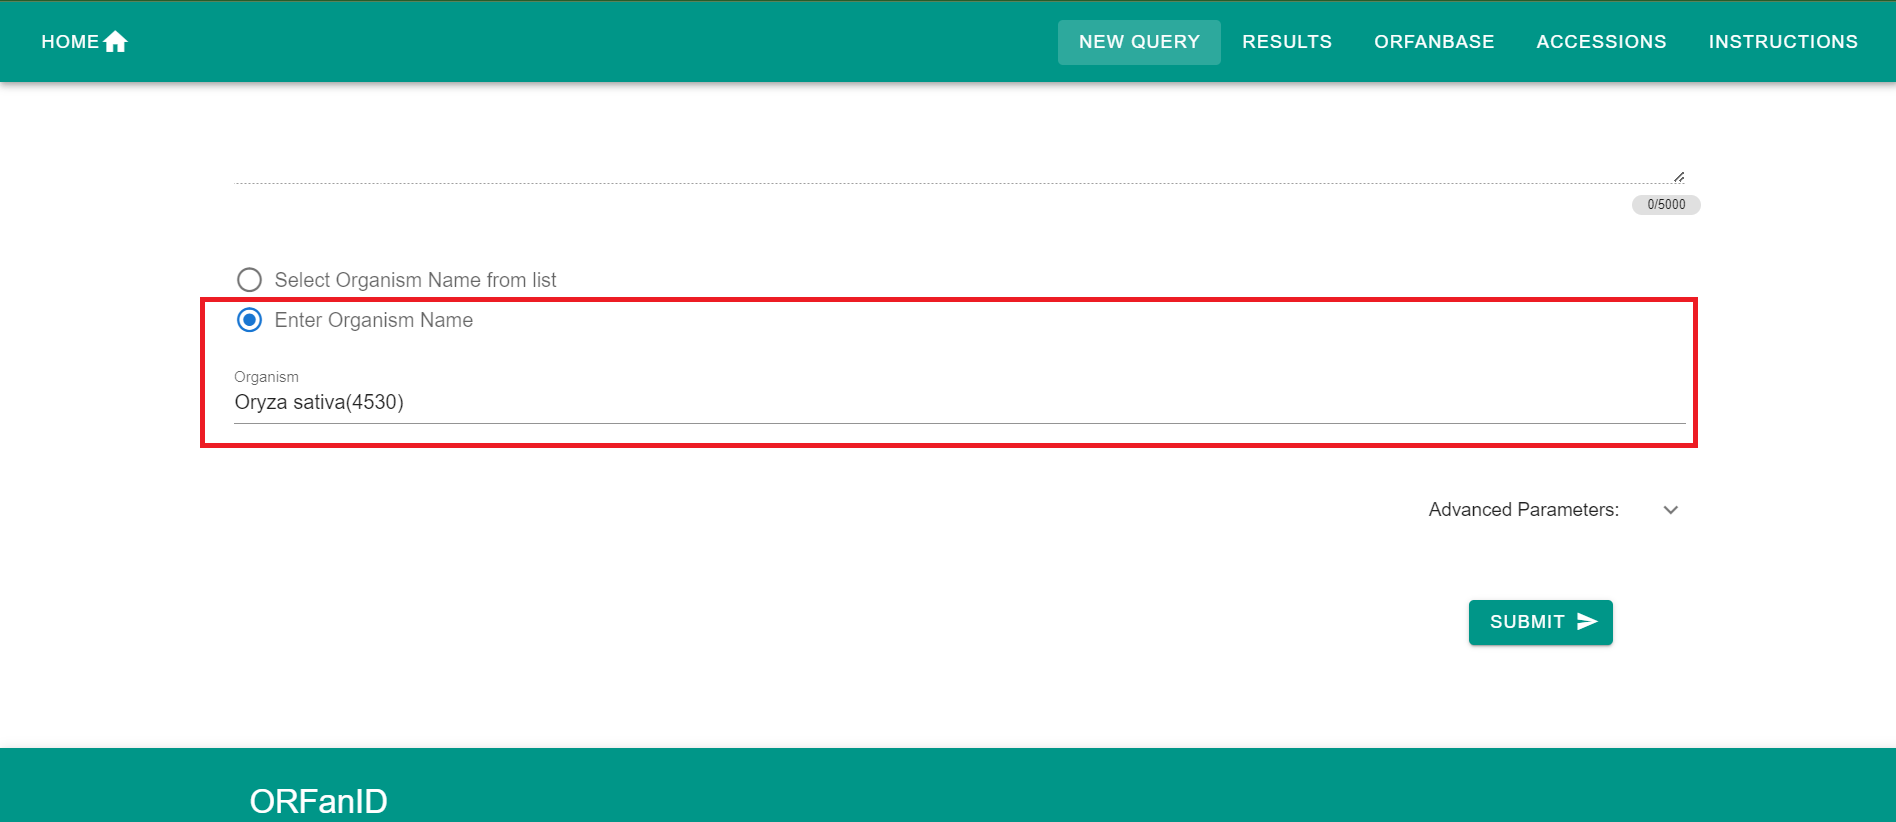 HOME NEW QUERY RESULTS ORFANBASE ACCESSIONS INSTRUCTIONS
0/5000
Select Organism Name from list
Enter Organism Name
Organism
Oryza sativa(4530)
Advanced Parameters:
SUBMIT
ORFanID